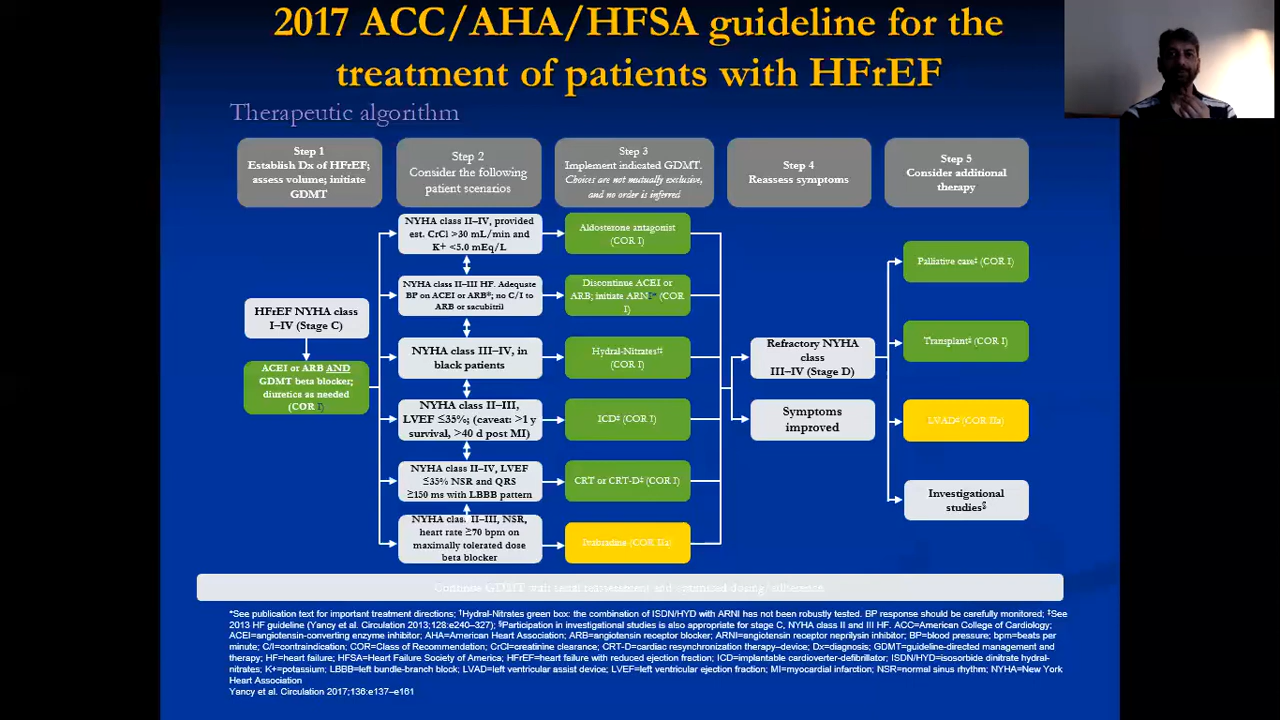 2017 ACC/AHA/HFSA guideline for the
treatment of patients with HFrEF
Therapeutic algorithm
Step 1
Establish Dx of HFrEF;
assess volume; initiate
GDMT
Step 2
Consider the following
patient scenarios
Step 3
Implement indicated GDMT.
Choices are not mutually exclusive,
and no order is inferred
Step 4
Reassess symptoms
Step 5
Consider additional
therapy
HFrEF NYHA class
I–IV (Stage C)
ACEI or ARB AND
GDMT beta blocker;
diuretics as needed
(COR I)
NYHA class II–IV, provided
est. CrCl >30 mL/min and
K+ <5.0 mEq/L
NYHA class II–III HF. Adequate
BP on ACEI or ARB*; no C/I to
ARB or sacubitril
NYHA class III–IV, in
black patients
NYHA class II–III,
LVEF ≤35%; (caveat: >1 y
survival, >40 d post MI)
NYHA class II–IV, LVEF
≤35% NSR and QRS
≥150 ms with LBBB pattern
NYHA class II–III, NSR,
heart rate ≥70 bpm on
maximally tolerated dose
beta blocker
Aldosterone antagonist
(COR I)
Discontinue ACEI or
ARB; initiate ARNI* (COR
I)
Hydral-Nitrates†‡
(COR I)
ICD‡ (COR I)
CRT or CRT-D‡ (COR I)
Ivabradine (COR IIa)
Refractory NYHA
class
III–IV (Stage D)
Symptoms
improved
Palliative care‡ (COR I)
Transplant‡ (COR I)
LVAD‡ (COR IIa)
Investigational
studies§
Continue GDMT with serial reassessment and
*See publication text for important treatment directions; †Hydral-Nitrates green box: the combination of ISDN/HYD with ARNI has not been robustly tested. BP response should be carefully monitored; ‡See
2013 HF guideline (Yancy et al. Circulation 2013;128:e240–327); §Participation in investigational studies is also appropriate for stage C, NYHA class II and III HF. ACC=American College of Cardiology;
ACEI=angiotensin-converting enzyme inhibitor; AHA=American Heart Association; ARB=angiotensin receptor blocker; ARNI=angiotensin receptor neprilysin inhibitor; BP=blood pressure; bpm=beats per
minute; C/I=contraindication; COR=Class of Recommendation; CrCl=creatinine clearance; CRT-D=cardiac resynchronization therapy–device; Dx=diagnosis; GDMT=guideline-directed management and
therapy; HF=heart failure; HFSA=Heart Failure Society of America; HFrEF=heart failure with reduced ejection fraction; ICD=implantable cardioverter-defibrillator; ISDN/HYD=isosorbide dinitrate hydral-
nitrates; K+=potassium; LBBB=left bundle-branch block; LVAD=left ventricular assist device; LVEF=left ventricular ejection fraction; MI=myocardial infarction; NSR=normal sinus rhythm; NYHA=New York
Heart Association
Yancy et al. Circulation 2017;136:e137–e161